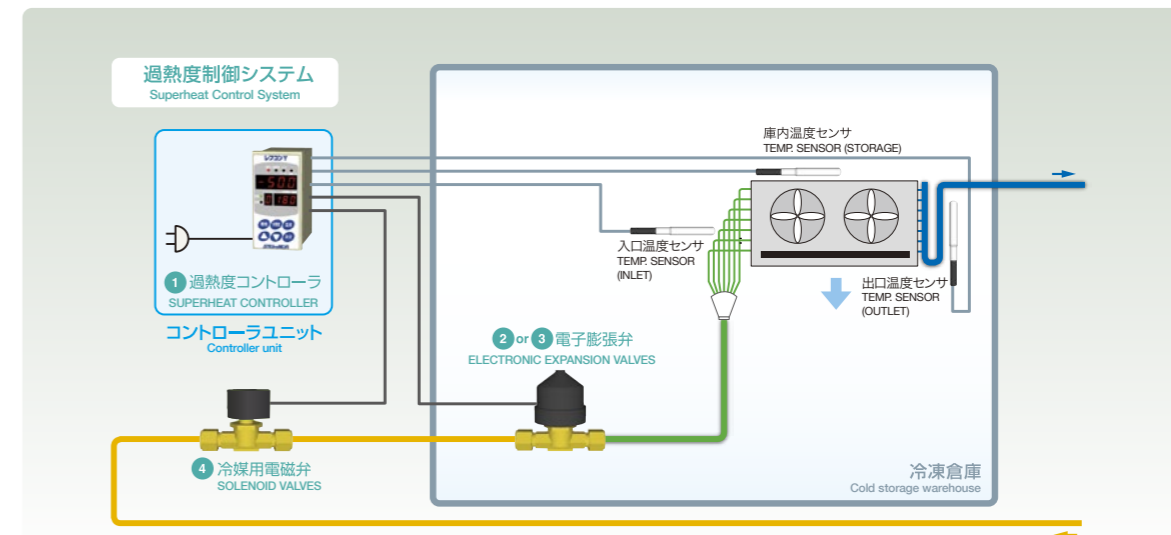 過熱度制御システム
Superheat Control System
庫内温度センサ
TEMP. SENSOR (STORAGE)
入口温度センサ
TEMP. SENSOR
(INLET)
出口温度センサ
TEMP. SENSOR
(OUTLET)
1 過熱度コントローラ
SUPERHEAT CONTROLLER
コントローラユニット
Controller unit
2 or 3 電子膨張弁
ELECTRONIC EXPANSION VALVES
4 冷媒用電磁弁
SOLENOID VALVES
冷凍倉庫
Cold storage warehouse